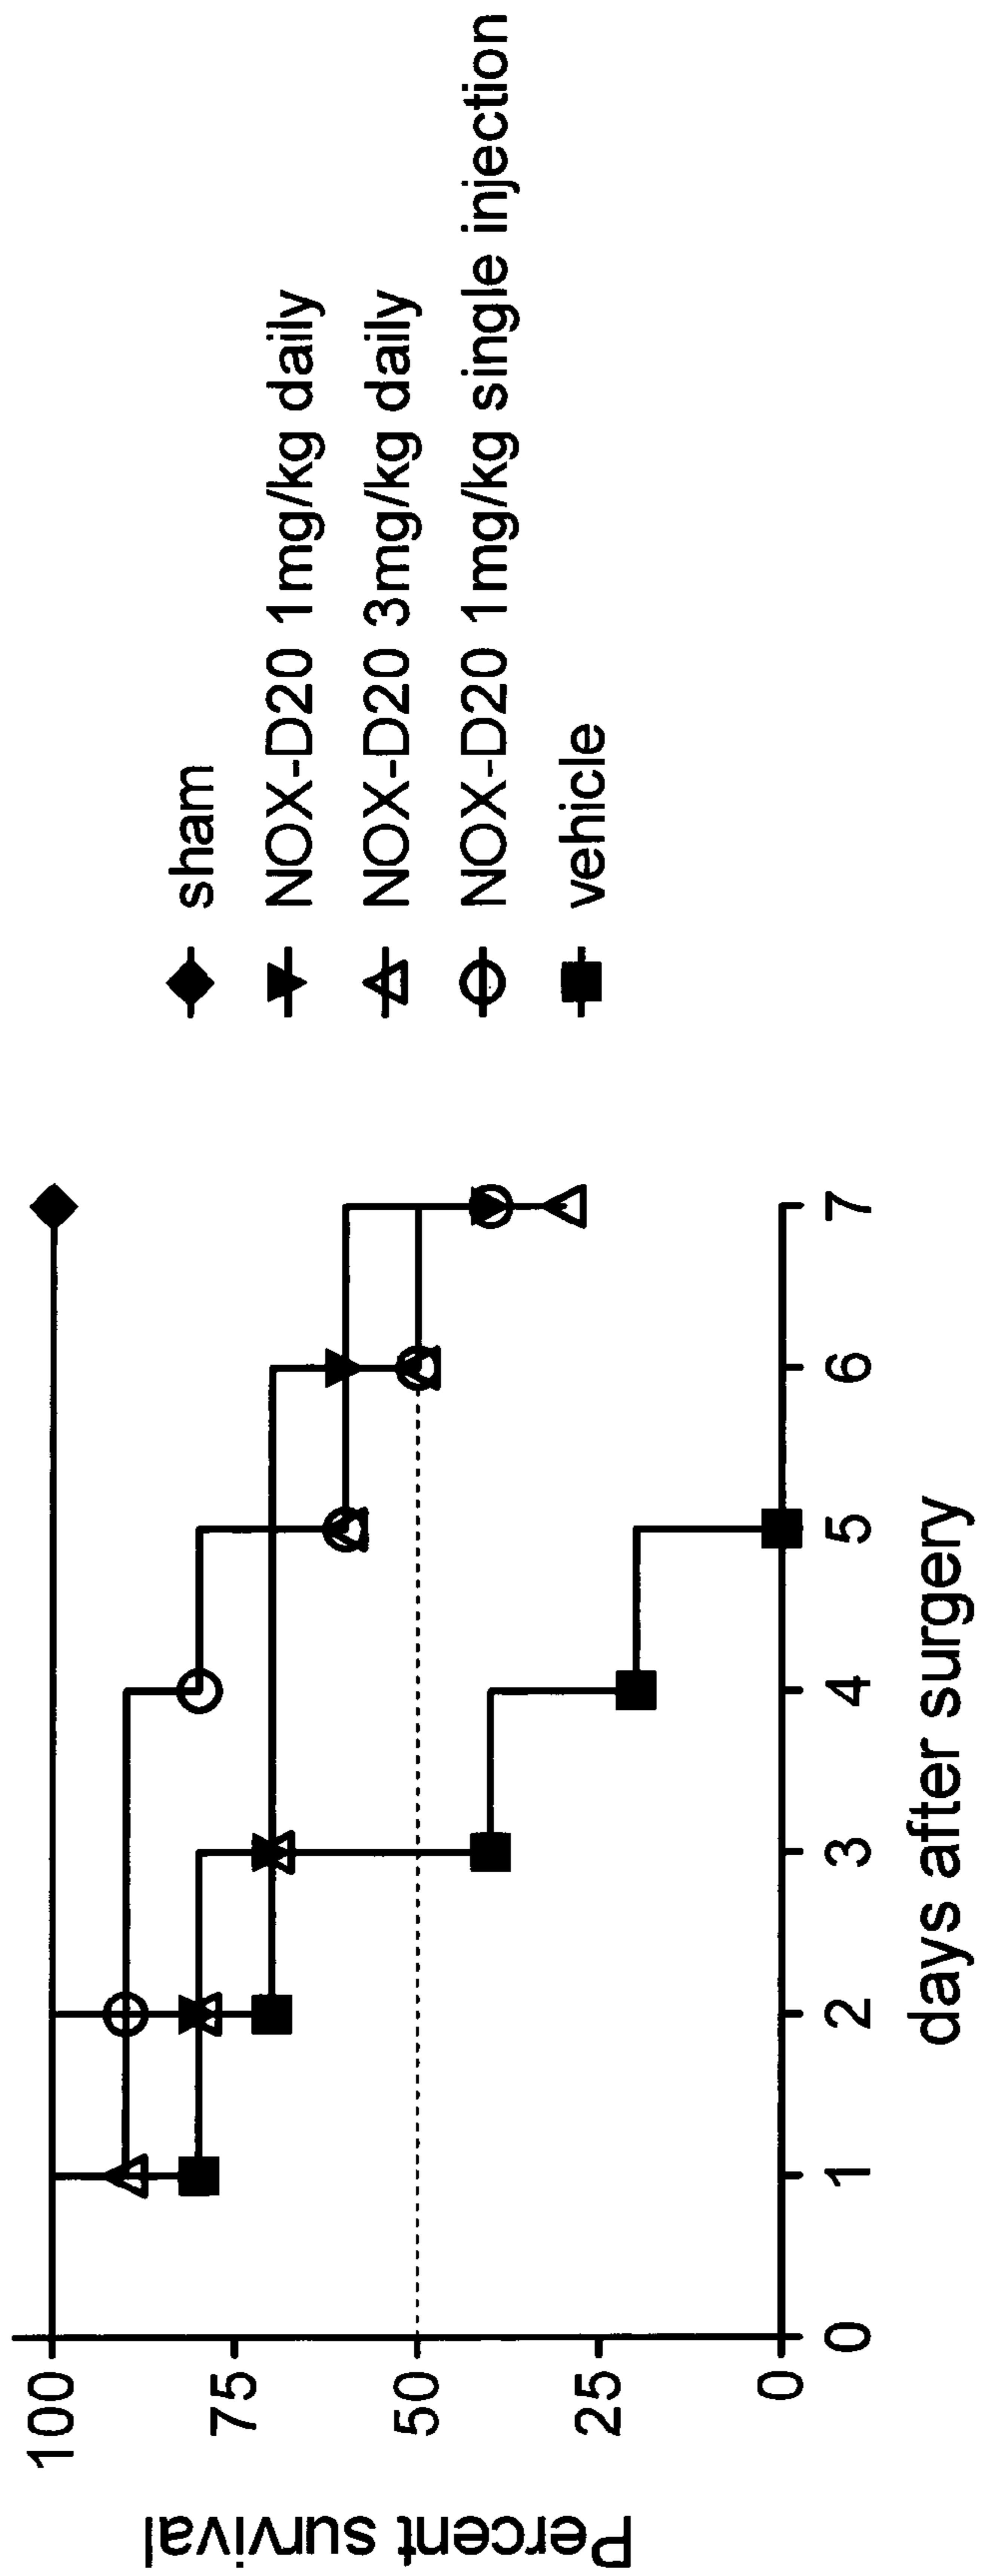 Percent survival
100
75
50
25
0
0 1 2 3 4 5 6 7
days after surgery
sham
NOX-D20 1mg/kg daily
NOX-D20 3mg/kg daily
NOX-D20 1mg/kg single injection
vehicle